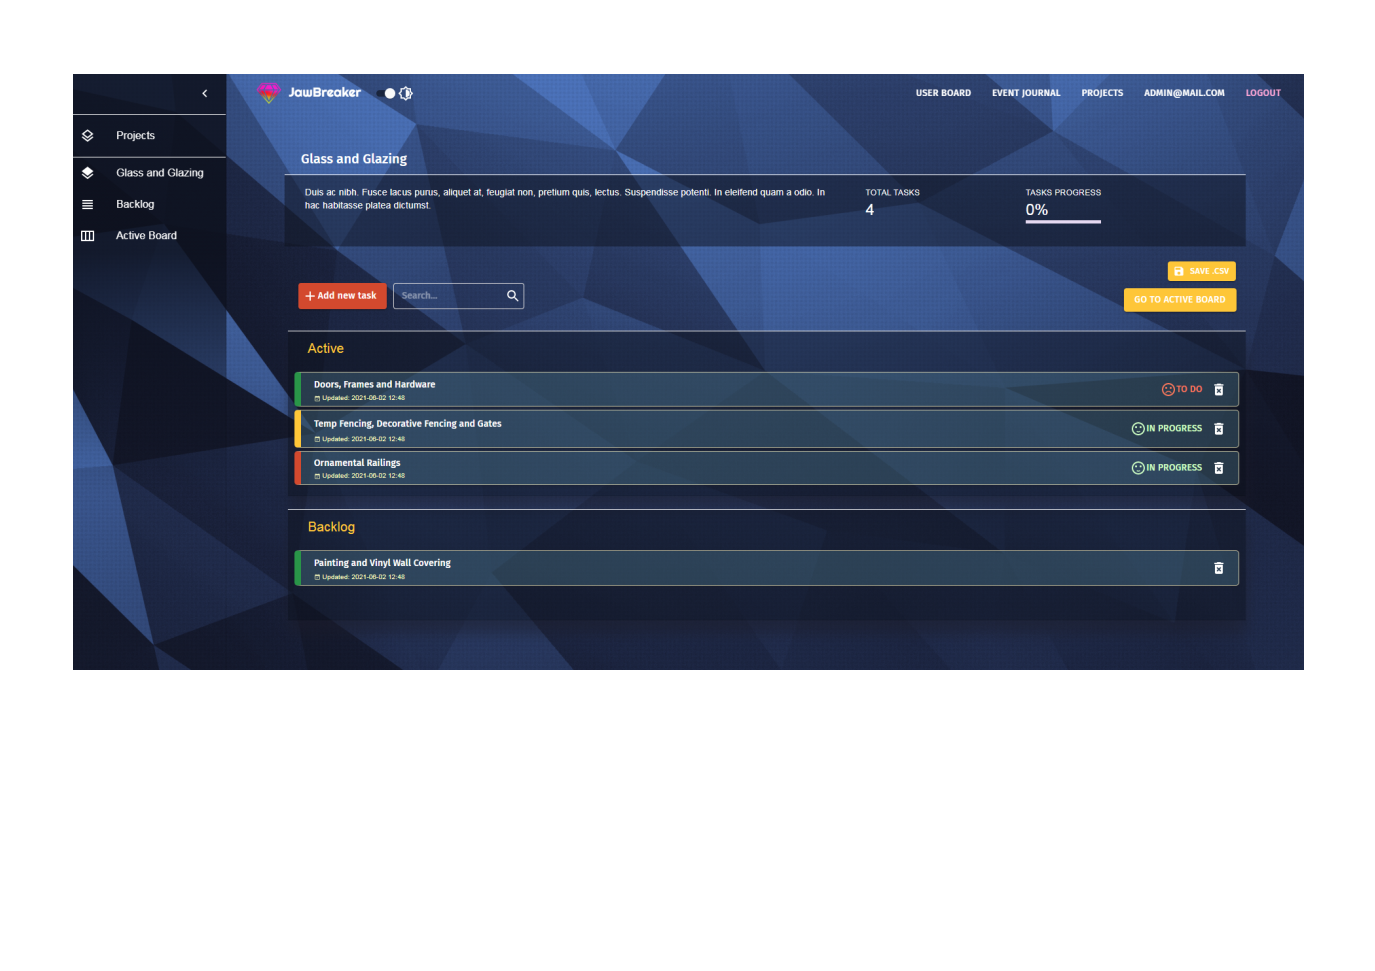 JawBreaker
USER BOARD
EVENT JOURNAL
PROJECTS
ADMIN@MAIL.COM
LOGOUT
Projects
Glass and Glazing
Backlog
Active Board
Glass and Glazing
Duis ac nibh. Fusce lacus purus, aliquet at, feugiat non, pretium quis, lectus. Suspendisse potenti. In eleifend quam a odio. In
hac habitasse platea dictumst.
TOTAL TASKS
4
TASKS PROGRESS
0%
SAVE .CSV
Add new task
Search...
GO TO ACTIVE BOARD
Active
Doors, Frames and Hardware
Updated: 2021-08-02 12:48
TO DO
Temp Fencing, Decorative Fencing and Gates
Updated: 2021-08-02 12:48
IN PROGRESS
Ornamental Railings
Updated: 2021-08-02 12:48
IN PROGRESS
Backlog
Painting and Vinyl Wall Covering
Updated: 2021-08-02 12:48